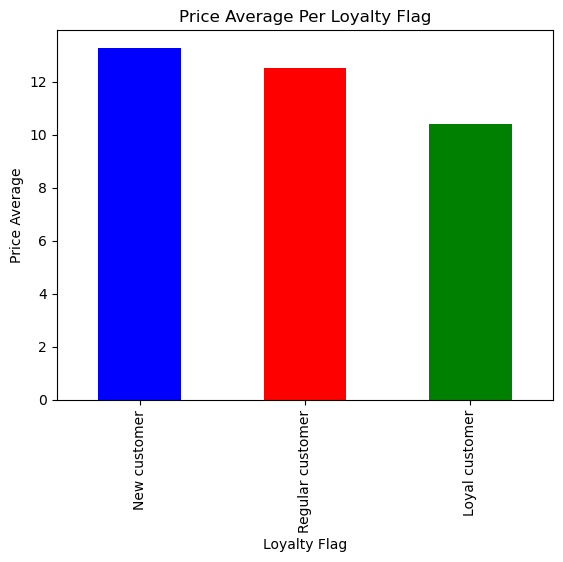 Price Average Per Loyalty Flag
12
10
8
6
4
2
0
Price Average
New customer
Regular customer
Loyal customer
Loyalty Flag